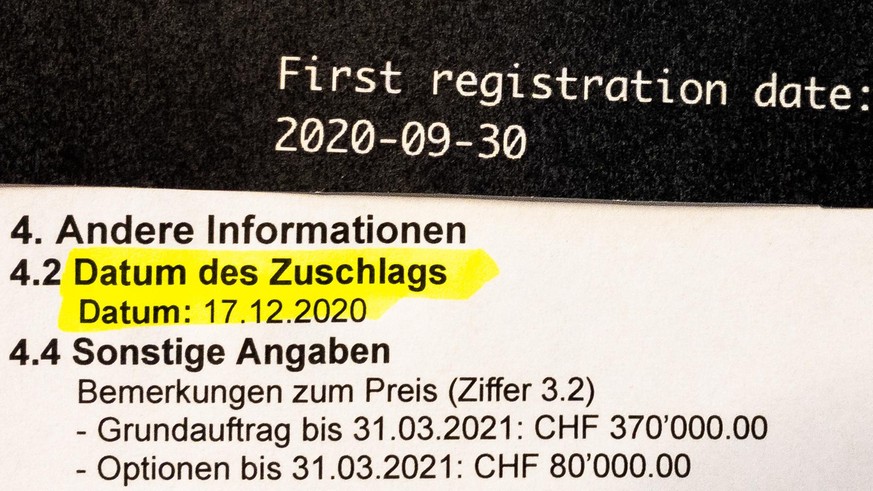 First registration date:
2020-09-30
4. Andere Informationen
4.2 Datum des Zuschlags
Datum: 17.12.2020
4.4 Sonstige Angaben
Bemerkungen zum Preis (Ziffer 3.2)
- Grundauftrag bis 31.03.2021: CHF 370’000.00
- Optionen bis 31.03.2021: CHF 80’000.00